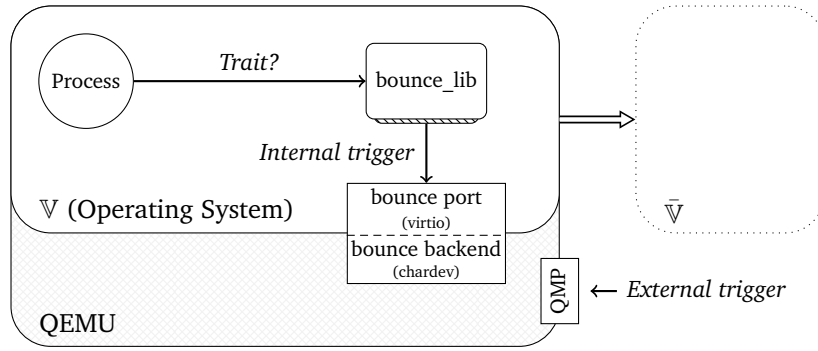 Process
Trait?
bounce_lib
Internal trigger
𝕍 (Operating System)
bounce port
(virtio)
bounce backend
(chardev)
𝕍̄
QEMU
QMP
External trigger